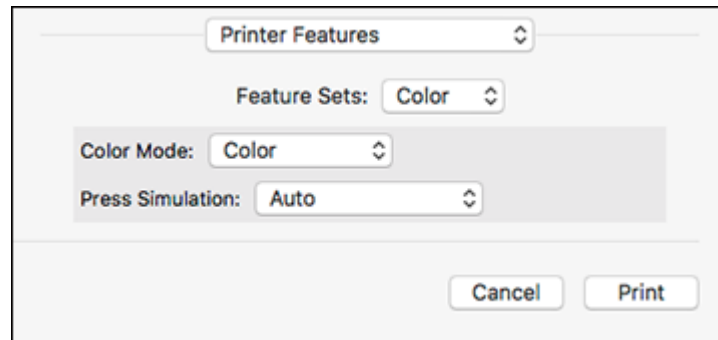 Printer Features
Feature Sets: Color
Color Mode: Color
Press Simulation: Auto
Cancel Print